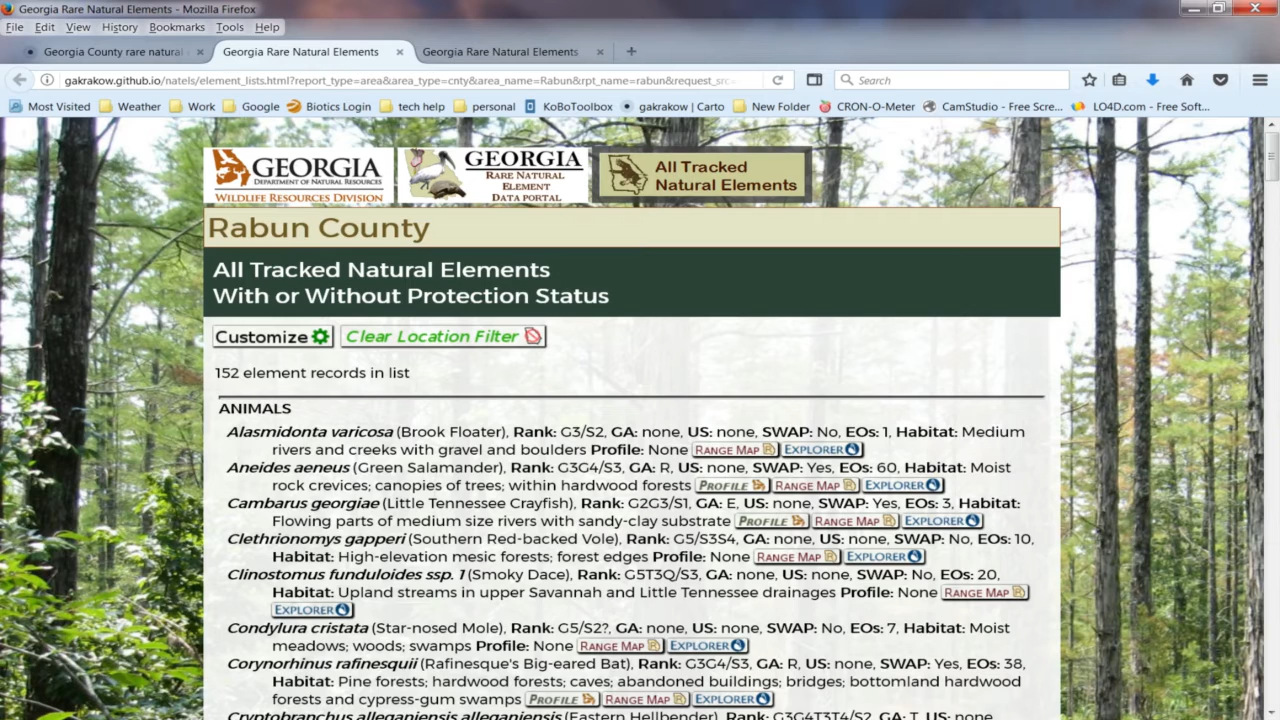 Georgia Rare Natural Elements - Mozilla Firefox
File Edit View History Bookmarks Tools Help
Georgia County rare natural
Georgia Rare Natural Elements
Georgia Rare Natural Elements
gakrakow.github.io/natels/element_lists.html?report_type=area&area_type=cnty&area_name=Rabun&rpt_name=rabun&request_src
Search
Most Visited Weather Work Google Biotics Login tech help personal KoBoToolbox gakrakow | Carto New Folder CRON-O-Meter CamStudio - Free Scre... LO4D.com - Free Soft...
GEORGIA
DEPARTMENT OF NATURAL RESOURCES
WILDLIFE RESOURCES DIVISION
GEORGIA
RARE NATURAL
ELEMENT
DATA PORTAL
All Tracked
Natural Elements
Rabun County
All Tracked Natural Elements
With or Without Protection Status
Customize Clear Location Filter
152 element records in list
ANIMALS
Alasmidonta varicosa (Brook Floater), Rank: G3/S2, GA: none, US: none, SWAP: No, EOs: 1, Habitat: Medium
rivers and creeks with gravel and boulders Profile: None RANGE MAP EXPLORER
Aneides aeneus (Green Salamander), Rank: G3G4/S3, GA: R, US: none, SWAP: Yes, EOs: 60, Habitat: Moist
rock crevices; canopies of trees; within hardwood forests PROFILE RANGE MAP EXPLORER
Cambarus georgiae (Little Tennessee Crayfish), Rank: G2G3/S1, GA: E, US: none, SWAP: Yes, EOs: 3, Habitat:
Flowing parts of medium size rivers with sandy-clay substrate PROFILE RANGE MAP EXPLORER
Clethrionomys gapperi (Southern Red-backed Vole), Rank: G5/S3S4, GA: none, US: none, SWAP: No, EOs: 10,
Habitat: High-elevation mesic forests; forest edges Profile: None RANGE MAP EXPLORER
Clinostomus funduloides ssp. 1 (Smoky Dace), Rank: G5T3Q/S3, GA: none, US: none, SWAP: No, EOs: 20,
Habitat: Upland streams in upper Savannah and Little Tennessee drainages Profile: None RANGE MAP
EXPLORER
Condylura cristata (Star-nosed Mole), Rank: G5/S2?, GA: none, US: none, SWAP: No, EOs: 7, Habitat: Moist
meadows; woods; swamps Profile: None RANGE MAP EXPLORER
Corynorhinus rafinesquii (Rafinesque's Big-eared Bat), Rank: G3G4/S3, GA: R, US: none, SWAP: Yes, EOs: 38,
Habitat: Pine forests; hardwood forests; caves; abandoned buildings; bridges; bottomland hardwood
forests and cypress-gum swamps PROFILE RANGE MAP EXPLORER
Cryptobranchus alleganiensis alleganiensis (Eastern Hellbender), Rank: G3G4T3T4/S2, GA: T, US: none,